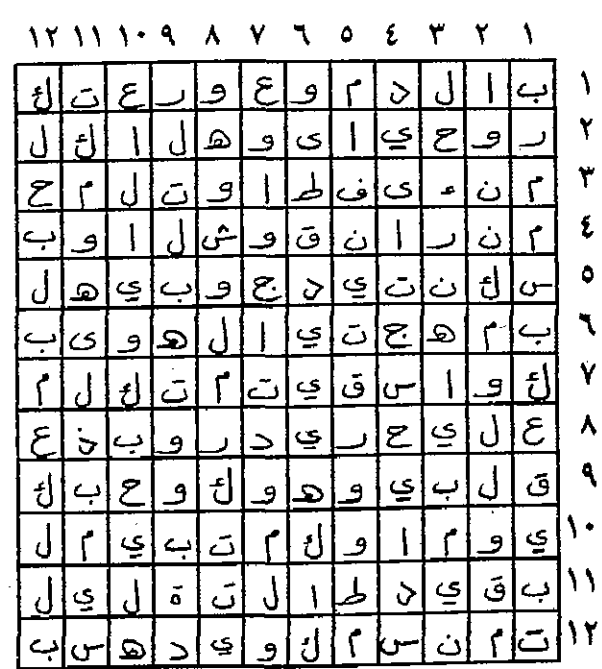 ١ ٢ ٣ ٤ ٥ ٦ ٧ ٨ ٩ ١٠ ١١ ١٢
١ ب ا ل د م و ع و ر ع ت ك
٢ ر و ح ي ا ى و ه ل ا ك ل
٣ م ن ء ى ف ط ا و ت ل م ح
٤ م ن ر ا ن ق و ش ل ا و ب
٥ س ك ن ت ي د ج و ب ي ه ل
٦ ب م ه ج ت ي ا ل ه و ى ب
٧ ك و ا س ق ي ت م ت ك ل م
٨ ع ل ي ح ر ي د ر و ب ذ ع
٩ ق ل ب ي و ه و ك و ح ب ك
١٠ ي و م ا و ك م ت ب ي م ل
١١ ب ق ي د ط ا ل ت ة ل ي ل
١٢ ت م ن س م ك و ي د ه س ب